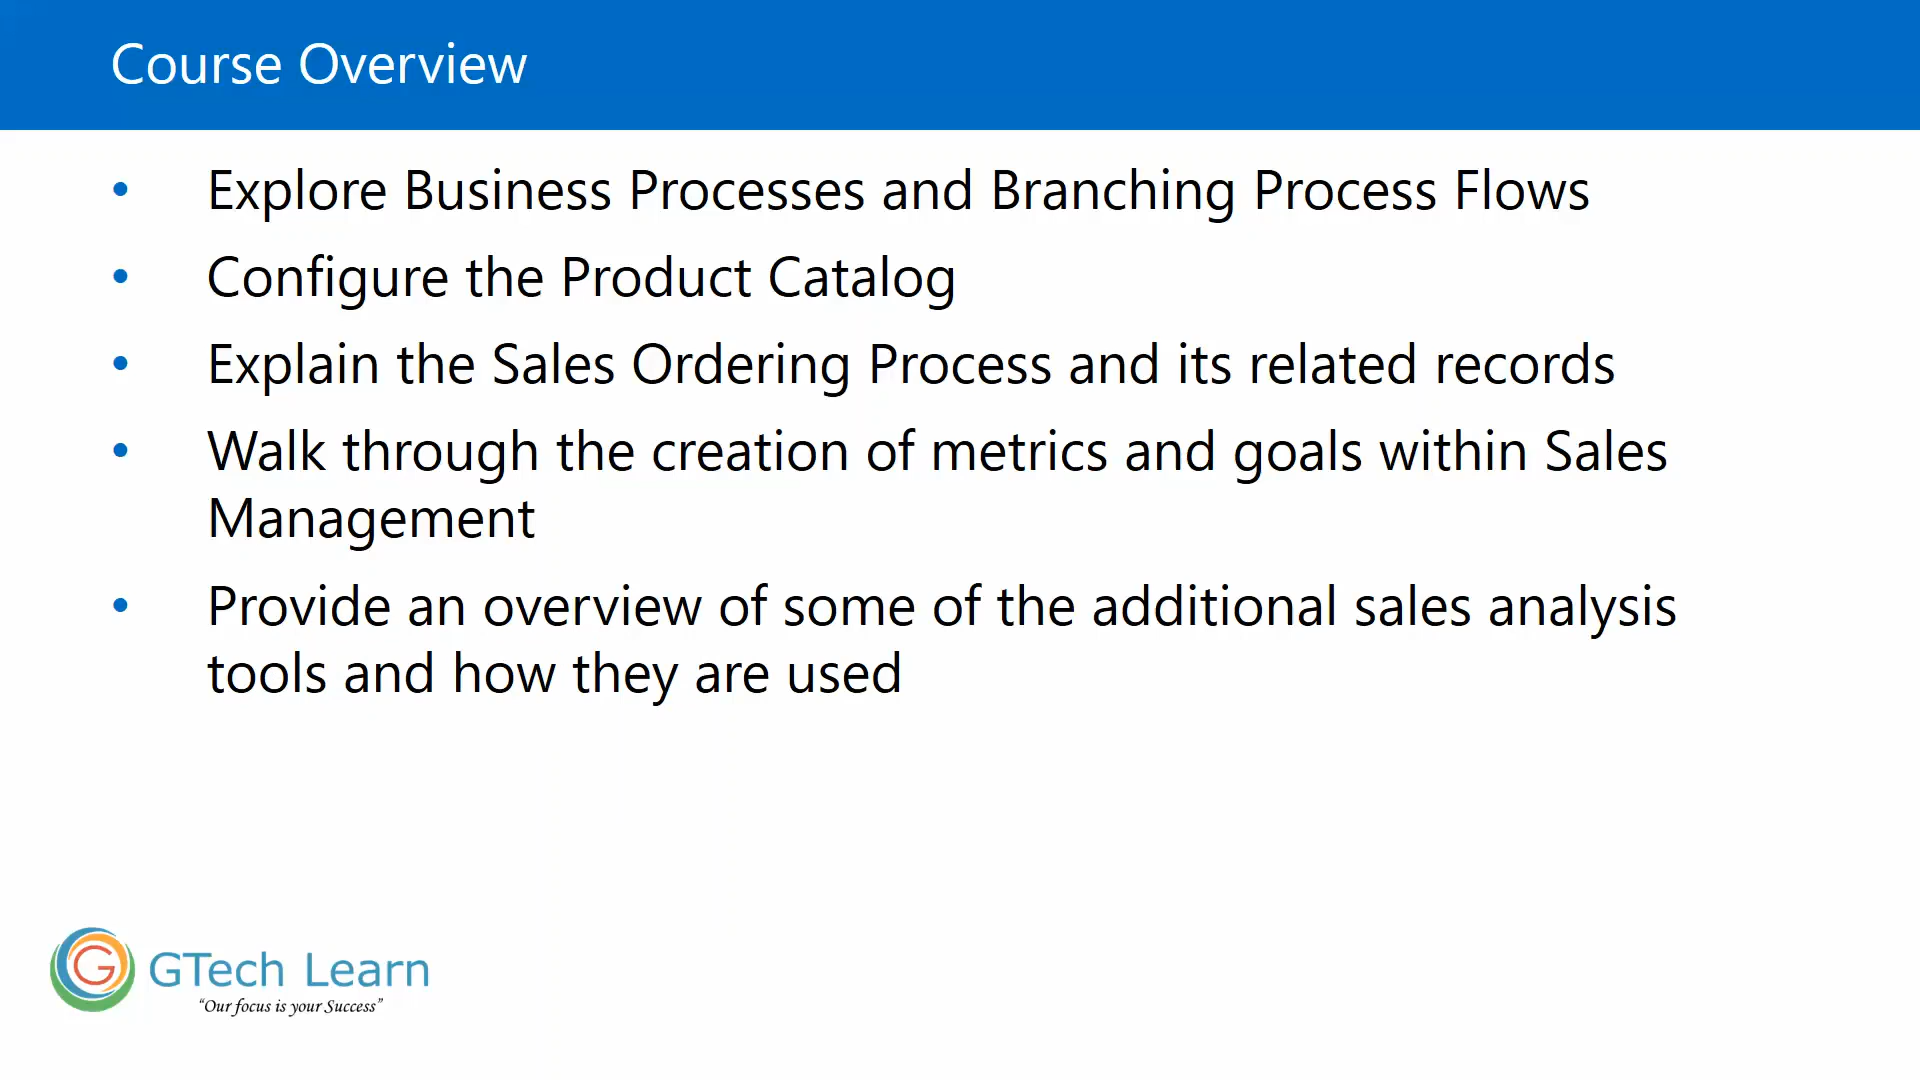 Course Overview
• Explore Business Processes and Branching Process Flows
• Configure the Product Catalog
• Explain the Sales Ordering Process and its related records
• Walk through the creation of metrics and goals within Sales
Management
• Provide an overview of some of the additional sales analysis
tools and how they are used
G GTech Learn
“Our focus is your Success”